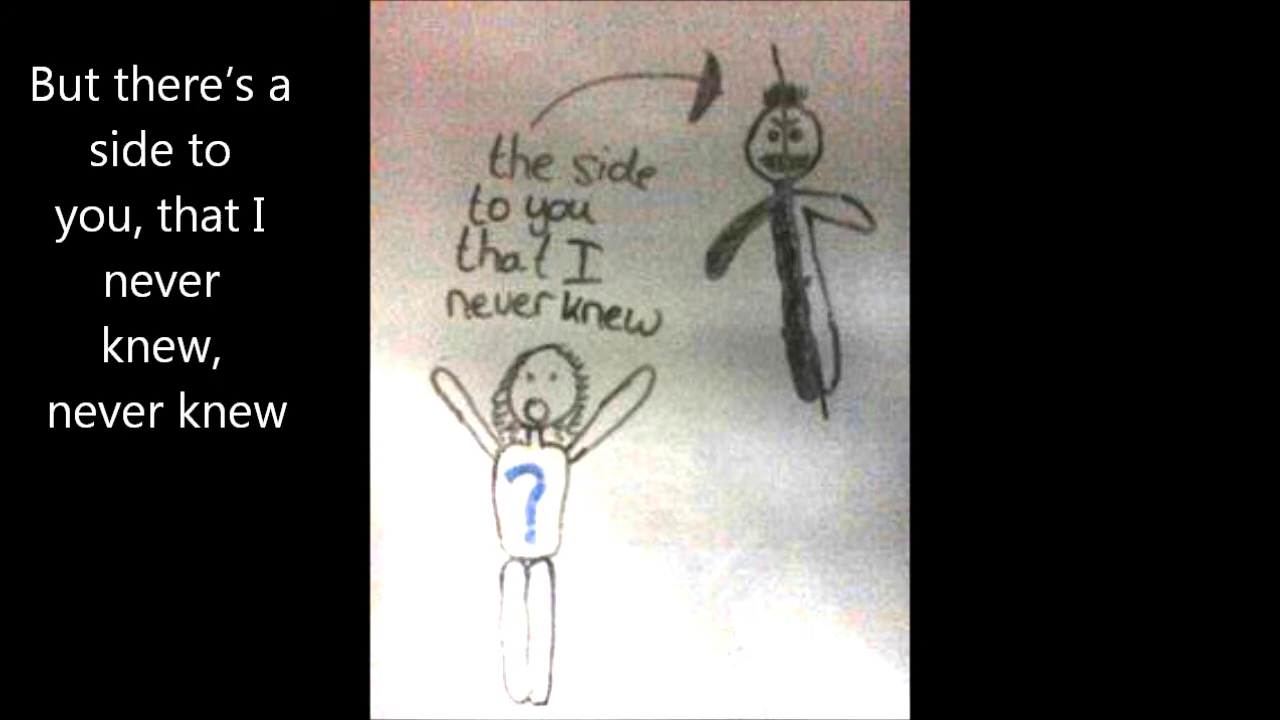 But there's a
side to
you, that I
never
knew,
never knew
the side
to you
that I
never knew
?